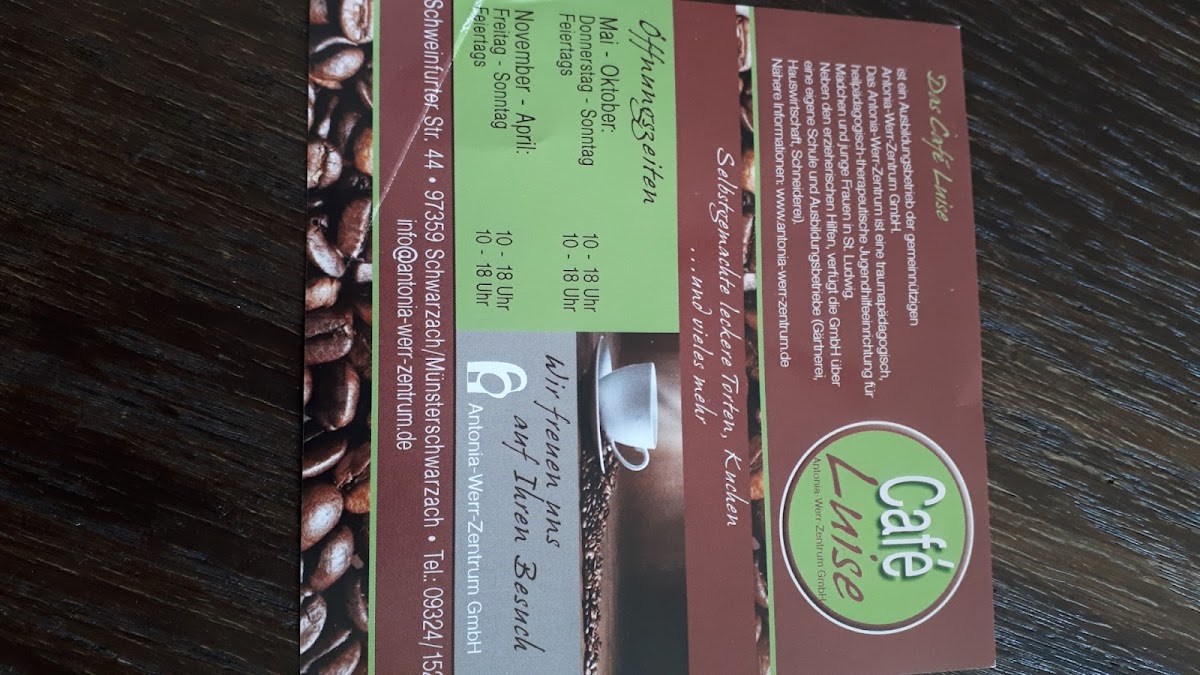 Das Café Luise
ist ein Ausbildungsbetrieb der gemeinnützigen
Antonia-Werr-Zentrum GmbH.
Das Antonia-Werr-Zentrum ist eine traumapädagogisch,
heilpädagogisch-therapeutische Jugendhilfeeinrichtung für
Mädchen und junge Frauen in St. Ludwig.
Neben den erzieherischen Hilfen, verfügt die GmbH über
eine eigene Schule und Ausbildungsbetriebe (Gärtnerei,
Hauswirtschaft, Schneiderei).
Nähere Informationen: www.antonia-werr-zentrum.de
Café
Luise
Antonia-Werr-Zentrum GmbH
Selbstgemachte leckere Torten, Kuchen
...und vieles mehr
Öffnungszeiten
Mai - Oktober:
Donnerstag - Sonntag 10 - 18 Uhr
Feiertags 10 - 18 Uhr
November - April:
Freitag - Sonntag 10 - 18 Uhr
Feiertags 10 - 18 Uhr
Wir freuen uns
auf Ihren Besuch
Antonia-Werr-Zentrum GmbH
Schweinfurter Str. 44 • 97359 Schwarzach/Münsterschwarzach • Tel.: 09324/152
info@antonia-werr-zentrum.de